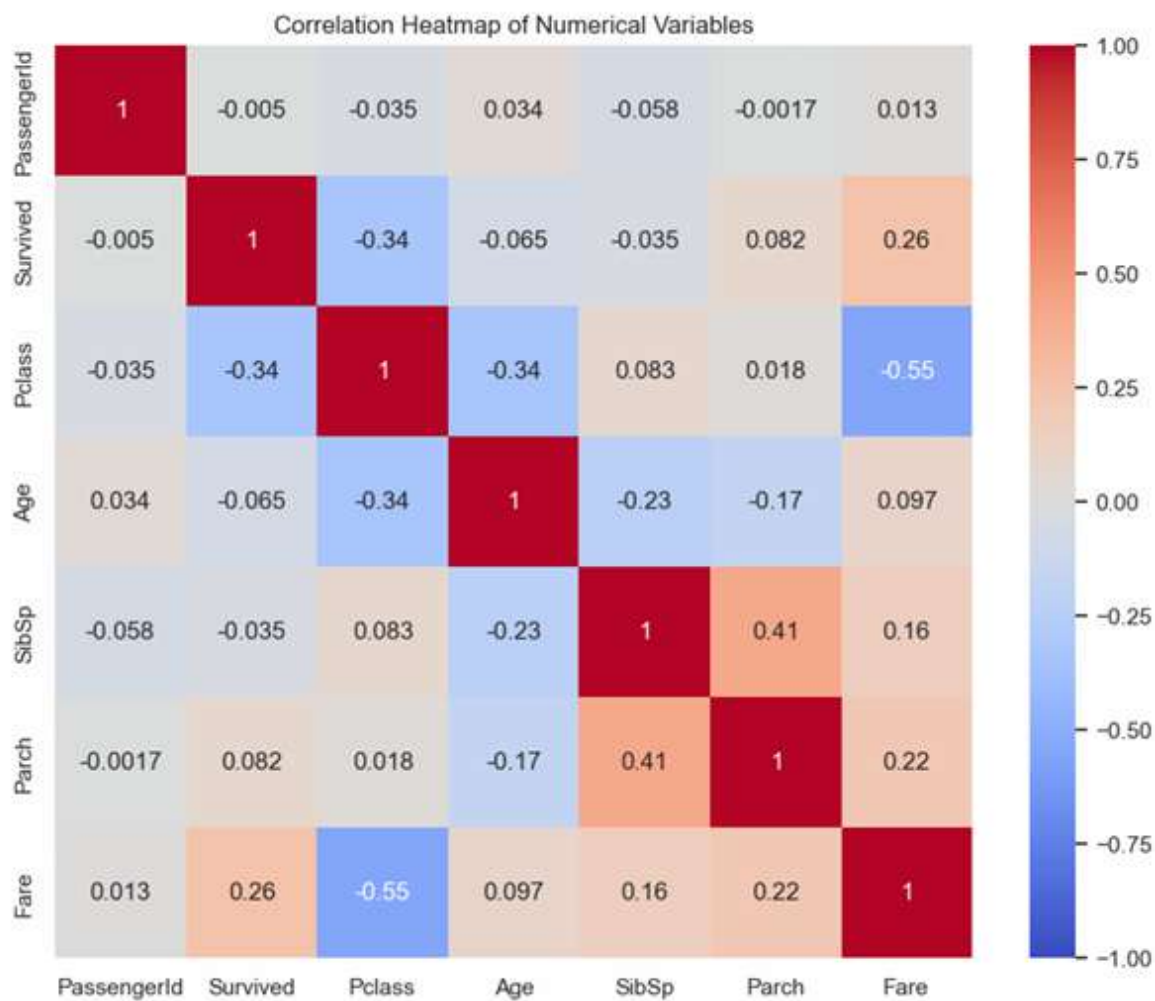 Correlation Heatmap of Numerical Variables
PassengerId 1 -0.005 -0.035 0.034 -0.058 -0.0017 0.013
Survived -0.005 1 -0.34 -0.065 -0.035 0.082 0.26
Pclass -0.035 -0.34 1 -0.34 0.083 0.018 -0.55
Age 0.034 -0.065 -0.34 1 -0.23 -0.17 0.097
SibSp -0.058 -0.035 0.083 -0.23 1 0.41 0.16
Parch -0.0017 0.082 0.018 -0.17 0.41 1 0.22
Fare 0.013 0.26 -0.55 0.097 0.16 0.22 1
PassengerId Survived Pclass Age SibSp Parch Fare
1.00
0.75
0.50
0.25
0.00
−0.25
−0.50
−0.75
−1.00